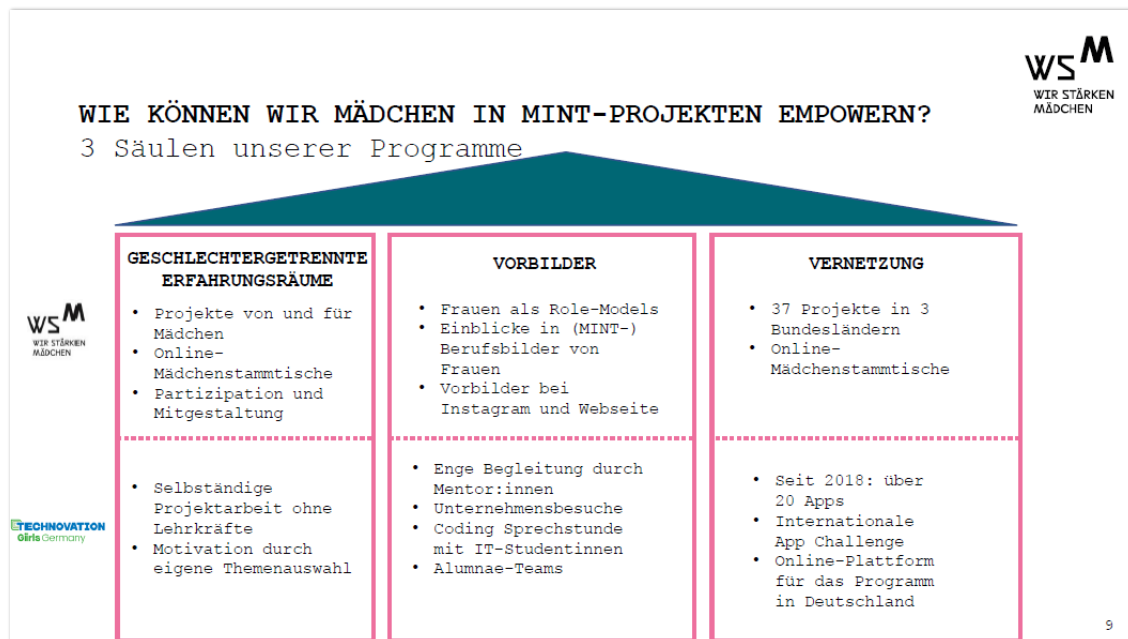 WSM
WIR STÄRKEN
MÄDCHEN
WIE KÖNNEN WIR MÄDCHEN IN MINT-PROJEKTEN EMPOWERN?
3 Säulen unserer Programme
GESCHLECHTERGETRENNTE
ERFAHRUNGSRÄUME
WSM
WIR STÄRKEN
MÄDCHEN
• Projekte von und für
Mädchen
• Online-
Mädchenstammtische
• Partizipation und
Mitgestaltung
VORBILDER
• Frauen als Role-Models
• Einblicke in (MINT-)
Berufsbilder von
Frauen
• Vorbilder bei
Instagram und Webseite
VERNETZUNG
• 37 Projekte in 3
Bundesländern
• Online-
Mädchenstammtische
TECHNOVATION
Girls Germany
• Selbständige
Projektarbeit ohne
Lehrkräfte
• Motivation durch
eigene Themenauswahl
• Enge Begleitung durch
Mentor:innen
• Unternehmensbesuche
• Coding Sprechstunde
mit IT-Studentinnen
• Alumnae-Teams
• Seit 2018: über
20 Apps
• Internationale
App Challenge
• Online-Plattform
für das Programm
in Deutschland
9